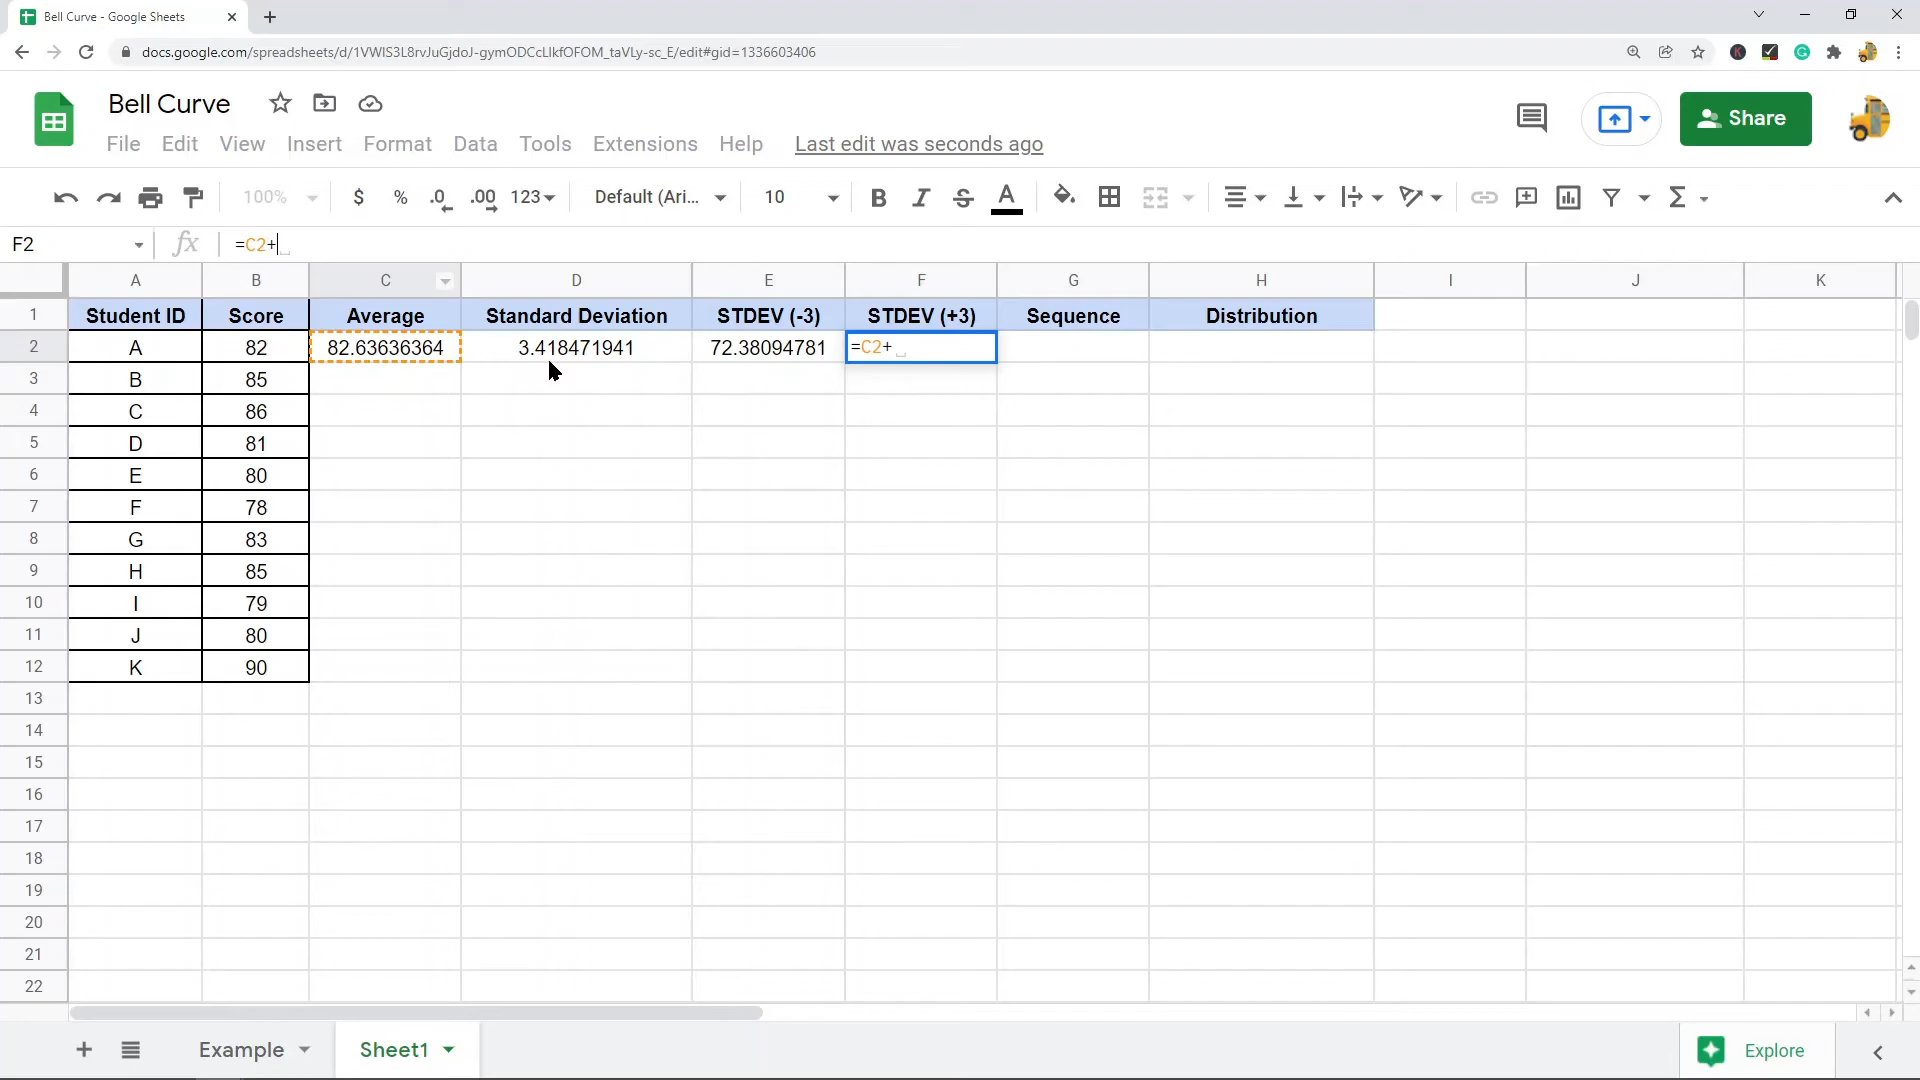 Bell Curve - Google Sheets
docs.google.com/spreadsheets/d/1VWIS3L8rvJuGjdoJ-gymODCcLlkfOFOM_taVLy-sc_E/edit#gid=1336603406
Bell Curve
File Edit View Insert Format Data Tools Extensions Help Last edit was seconds ago
Share
100% $ % .0 .00 123 Default (Ari... 10 B I S A Σ
F2 fx =C2+
A B C D E F G H I J K
1 Student ID Score Average Standard Deviation STDEV (-3) STDEV (+3) Sequence Distribution
2 A 82 82.63636364 3.418471941 72.38094781 =C2+
3 B 85
4 C 86
5 D 81
6 E 80
7 F 78
8 G 83
9 H 85
10 I 79
11 J 80
12 K 90
13
14
15
16
17
18
19
20
21
22
Example Sheet1 Explore